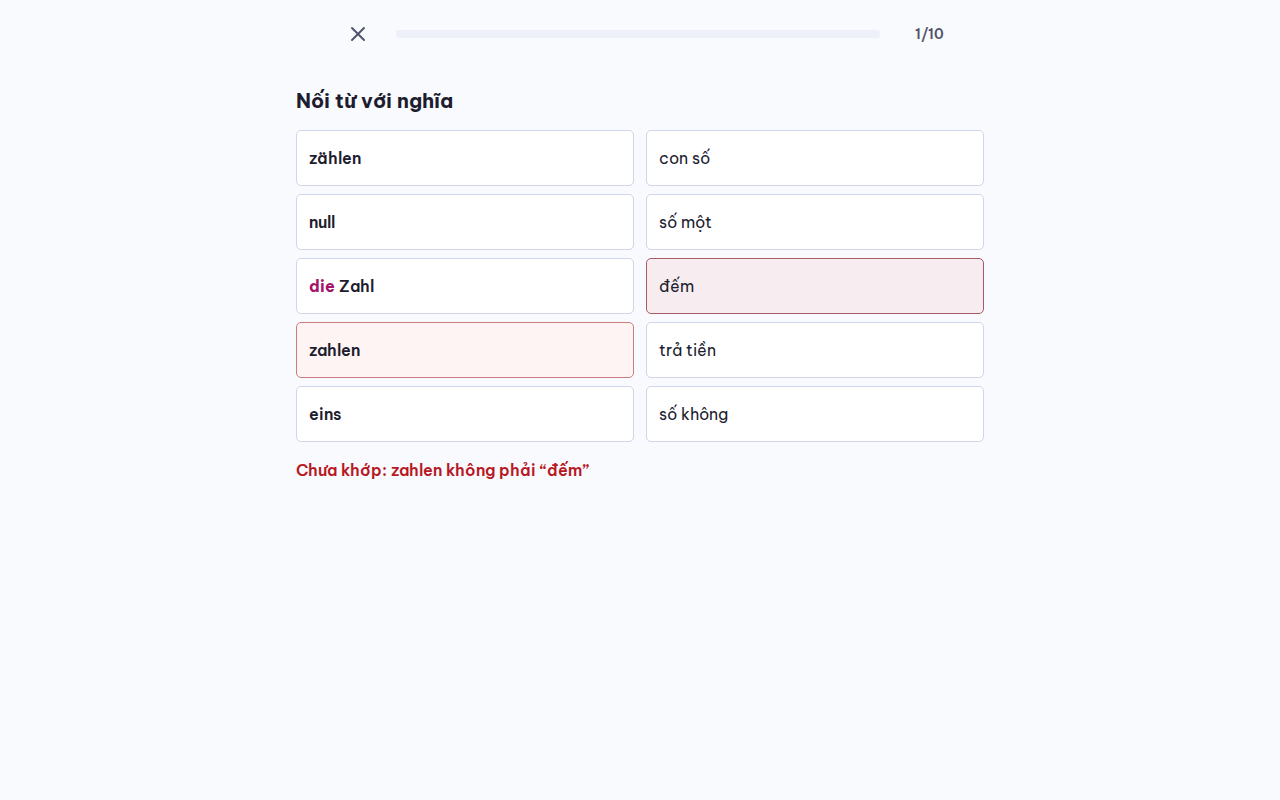 1/10
Nối từ với nghĩa
zählen
con số
null
số một
die Zahl
đếm
zahlen
trả tiền
eins
số không
Chưa khớp: zahlen không phải “đếm”